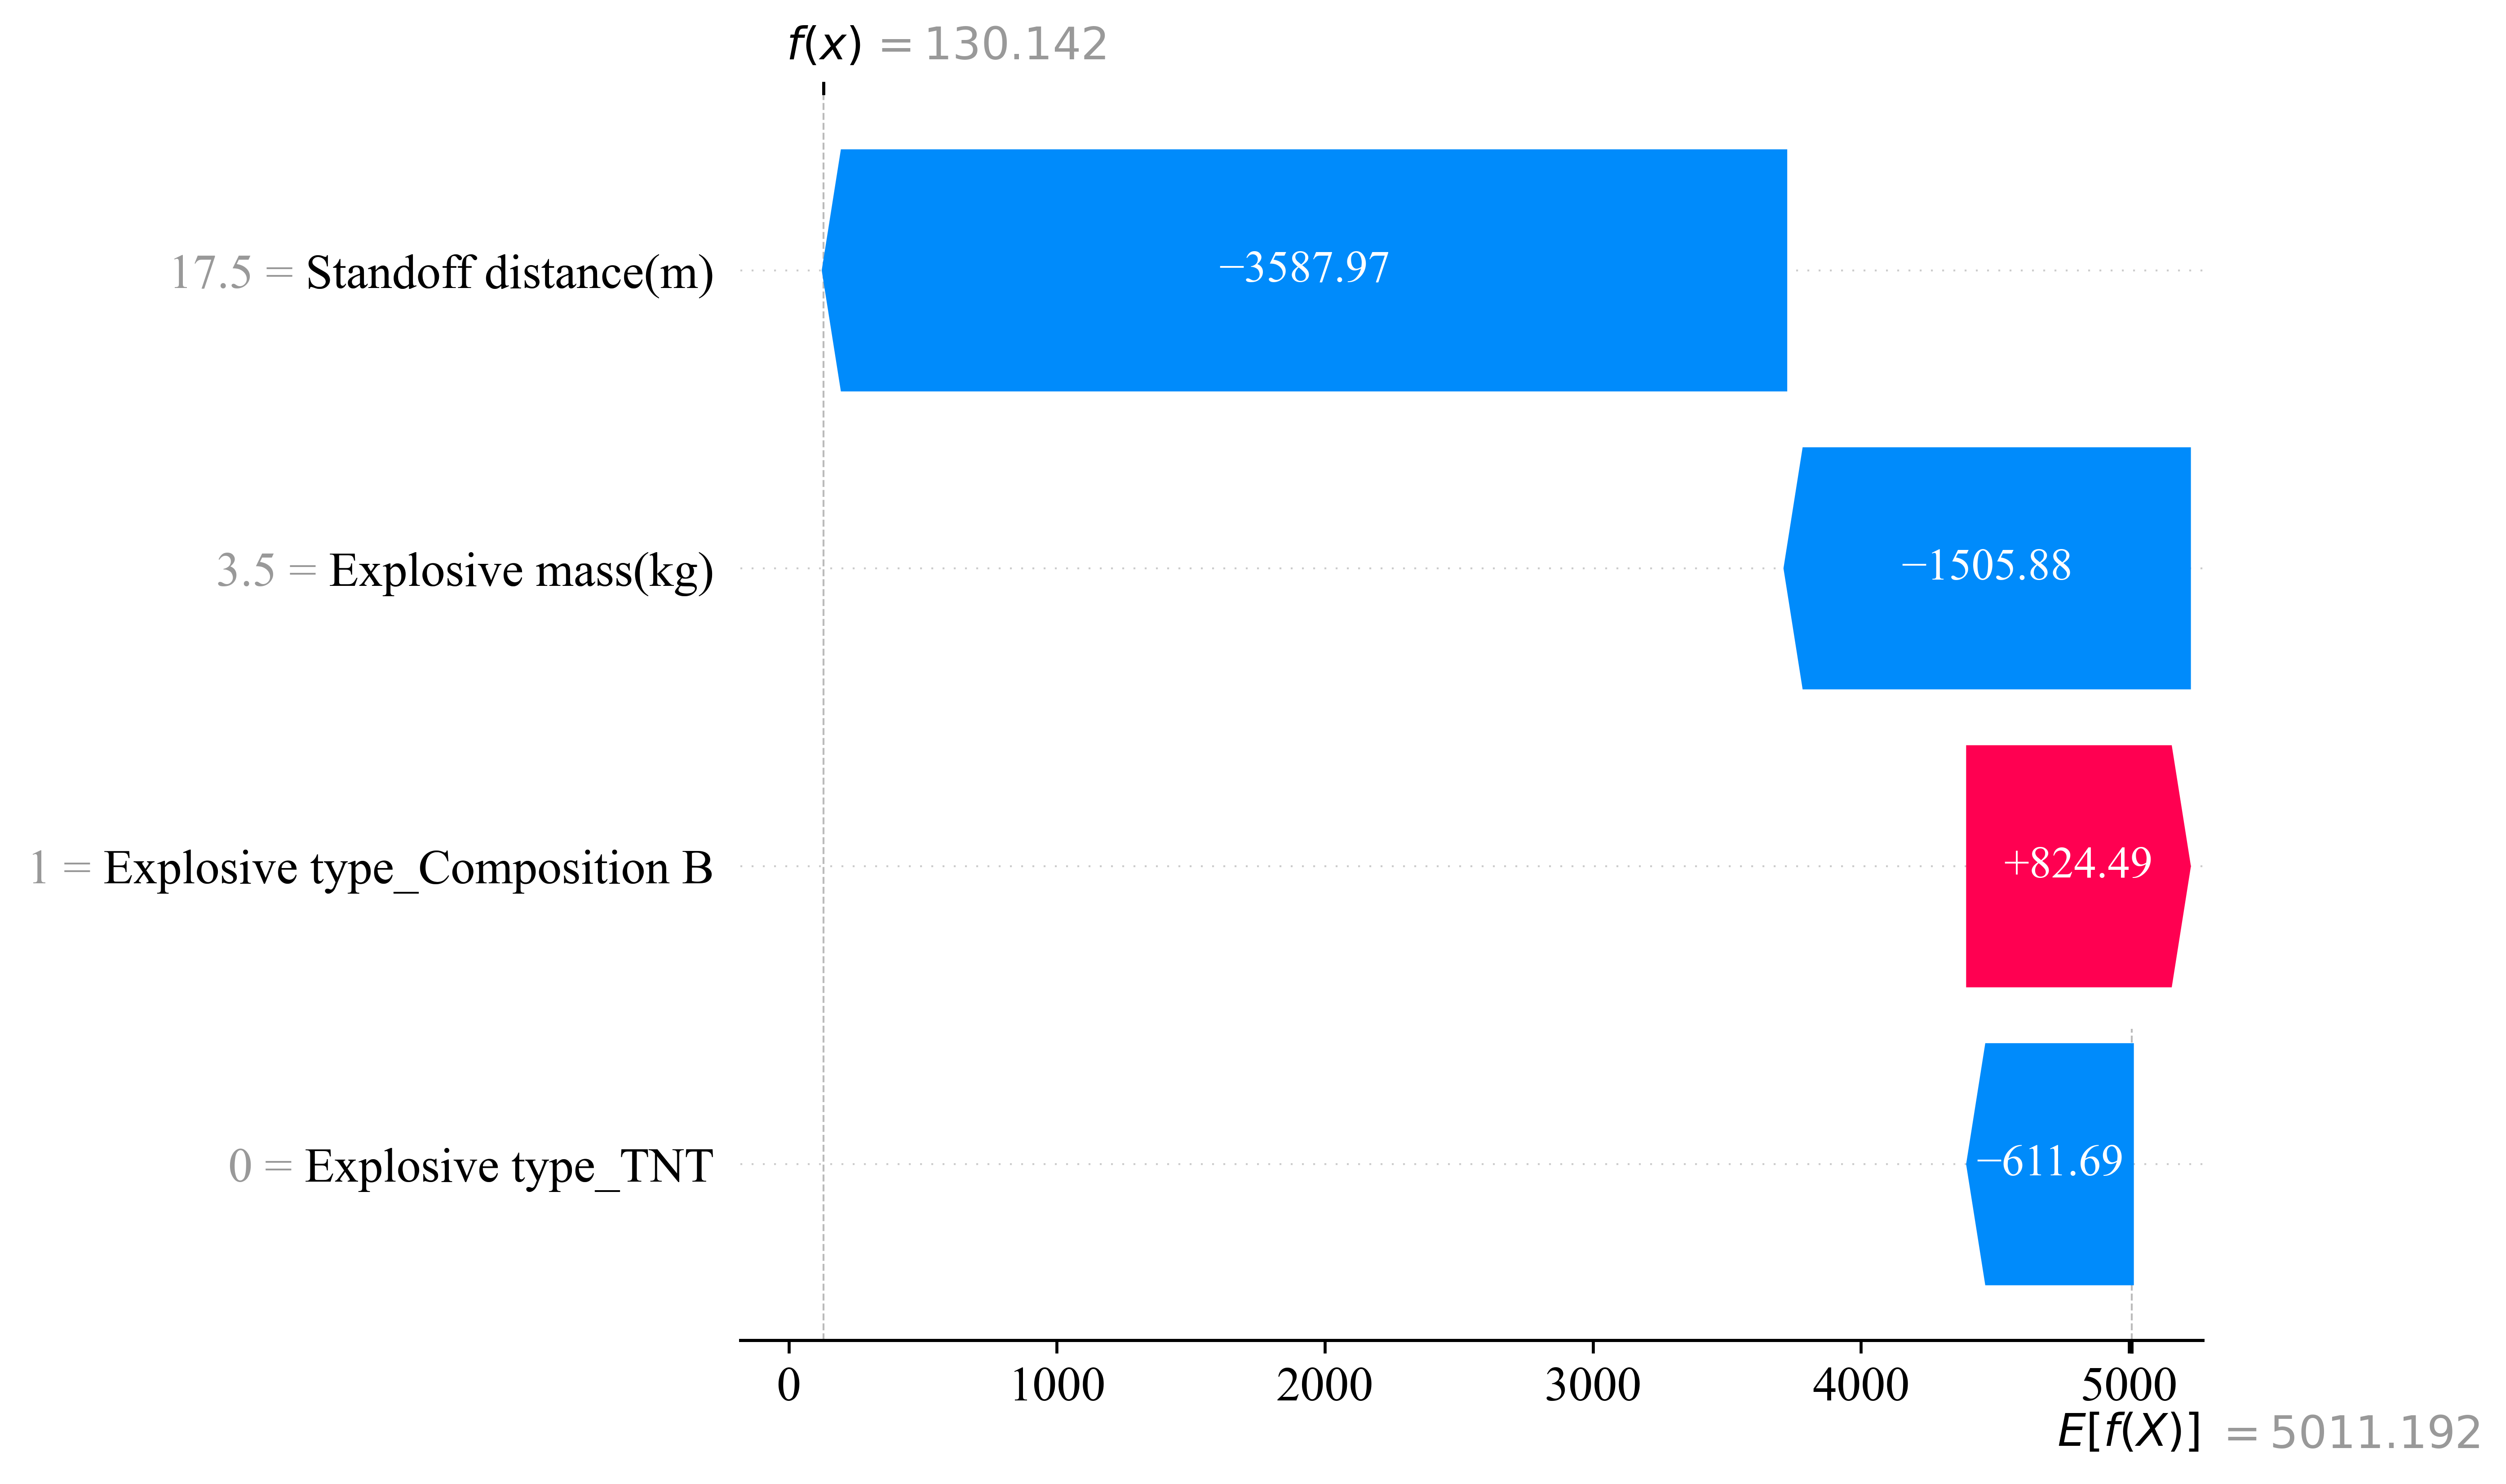 f(x) = 130.142
17.5 = Standoff distance(m)
−3587.97
3.5 = Explosive mass(kg)
−1505.88
1 = Explosive type_Composition B
+824.49
0 = Explosive type_TNT
−611.69
0 1000 2000 3000 4000 5000
E[f(X)] = 5011.192